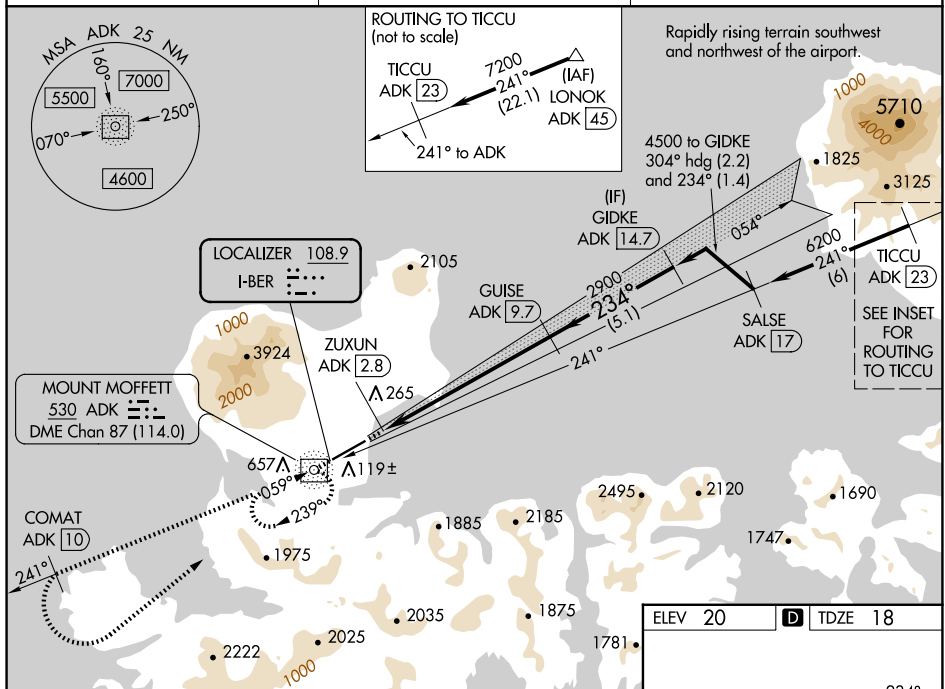 MSA ADK 25 NM
160°
7000
5500
250°
070°
4600
ROUTING TO TICCU
(not to scale)
TICCU
ADK 23
7200
241°
(22.1)
(IAF)
LONOK
ADK 45
241° to ADK
Rapidly rising terrain southwest
and northwest of the airport.
1000
5710
4000
1825
3125
4500 to GIDKE
304° hdg (2.2)
and 234° (1.4)
(IF)
GIDKE
ADK 14.7
054°
6200
241°
(6)
TICCU
ADK 23
SEE INSET
FOR
ROUTING
TO TICCU
LOCALIZER 108.9
I-BER
2105
2900
234°
(5.1)
GUISE
ADK 9.7
SALSE
ADK 17
241°
1000
3924
2000
ZUXUN
ADK 2.8
265
MOUNT MOFFETT
530 ADK
DME Chan 87 (114.0)
657
119±
059°
239°
COMAT
ADK 10
241°
2495
2120
1690
1885
2185
1747
1975
2035
1875
2222
2025
1000
1781
ELEV 20
D
TDZE 18